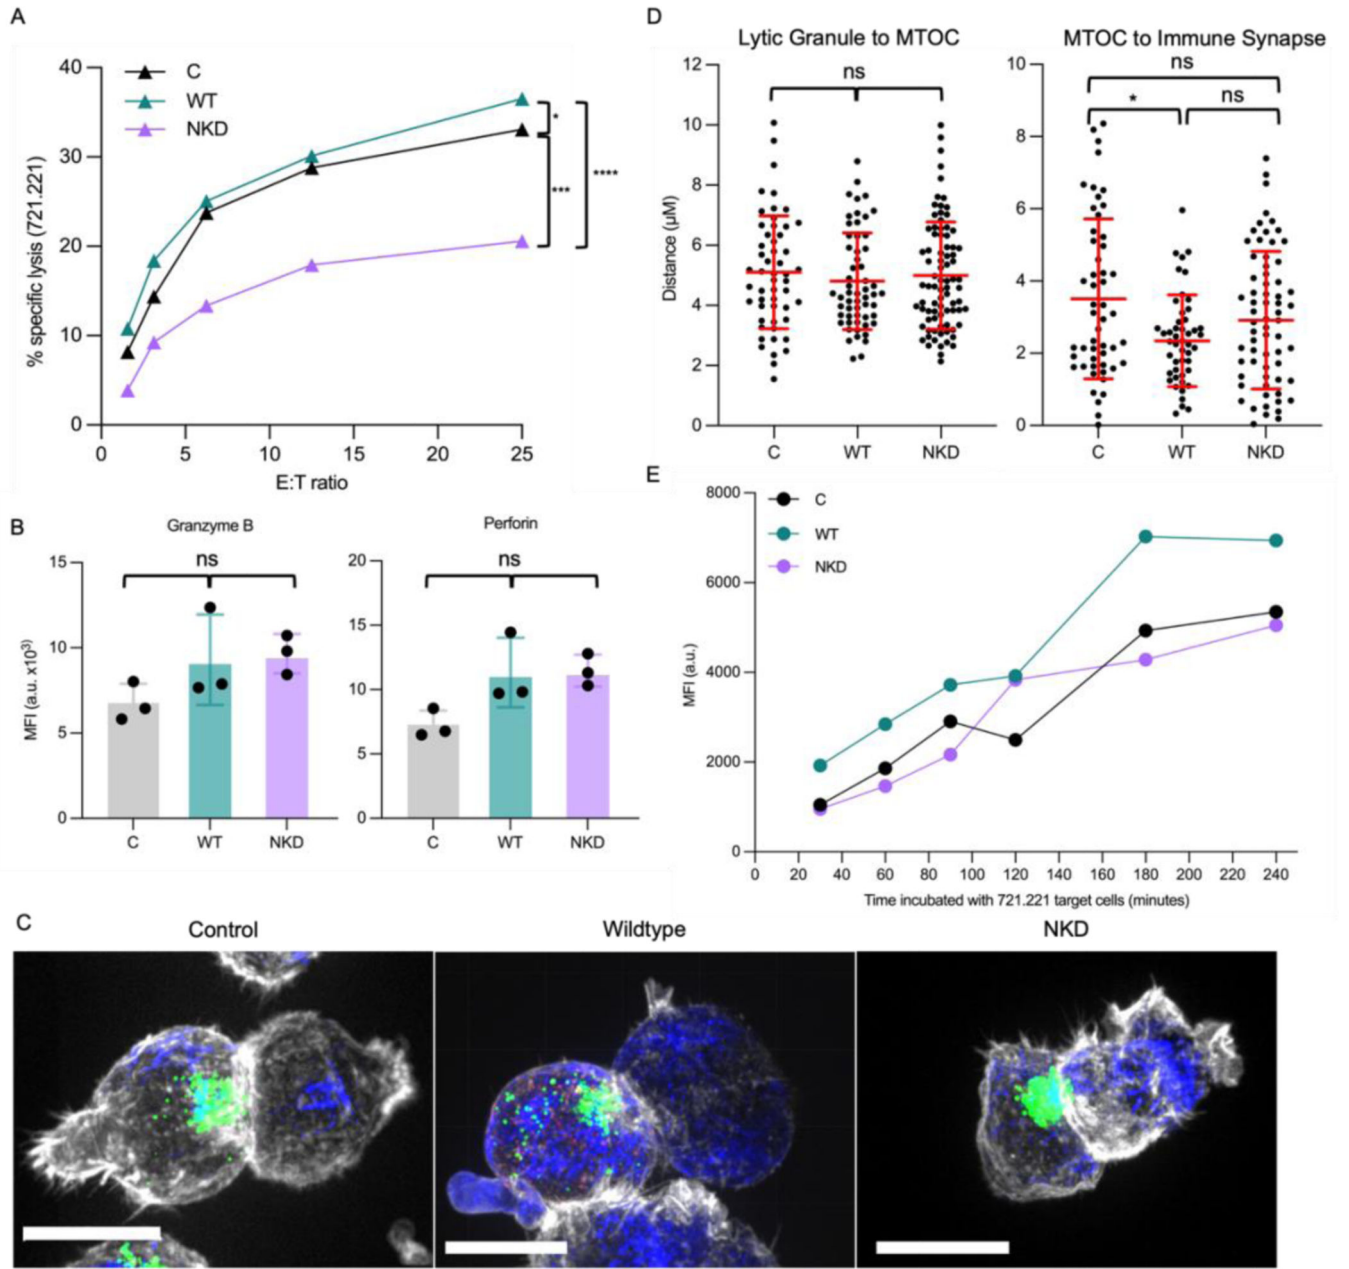 A
40
30
20
10
0
% specific lysis (721.221)
C
WT
NKD
*
***
****
0 5 10 15 20 25
E:T ratio
D
Lytic Granule to MTOC
ns
12
10
8
6
4
2
0
Distance (µM)
C WT NKD
MTOC to Immune Synapse
ns
* ns
10
8
6
4
2
0
C WT NKD
B
Granzyme B
ns
15
10
5
0
MFI (a.u. x10³)
C WT NKD
Perforin
ns
20
15
10
5
0
C WT NKD
E
8000
6000
4000
2000
0
MFI (a.u.)
C
WT
NKD
0 20 40 60 80 100 120 140 160 180 200 220 240
Time incubated with 721.221 target cells (minutes)
C
Control Wildtype NKD